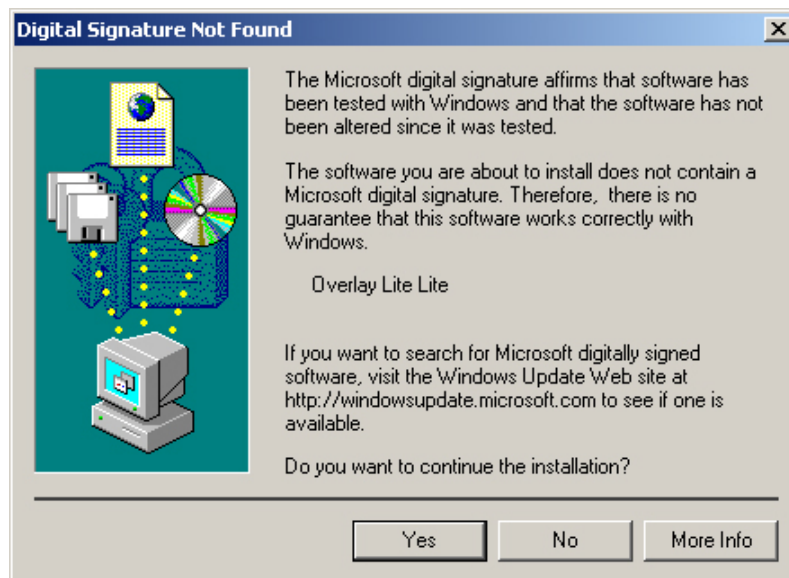 Digital Signature Not Found
The Microsoft digital signature affirms that software has
been tested with Windows and that the software has not
been altered since it was tested.
The software you are about to install does not contain a
Microsoft digital signature. Therefore,  there is no
guarantee that this software works correctly with
Windows.
Overlay Lite Lite
If you want to search for Microsoft digitally signed
software, visit the Windows Update Web site at
http://windowsupdate.microsoft.com to see if one is
available.
Do you want to continue the installation?
Yes
No
More Info